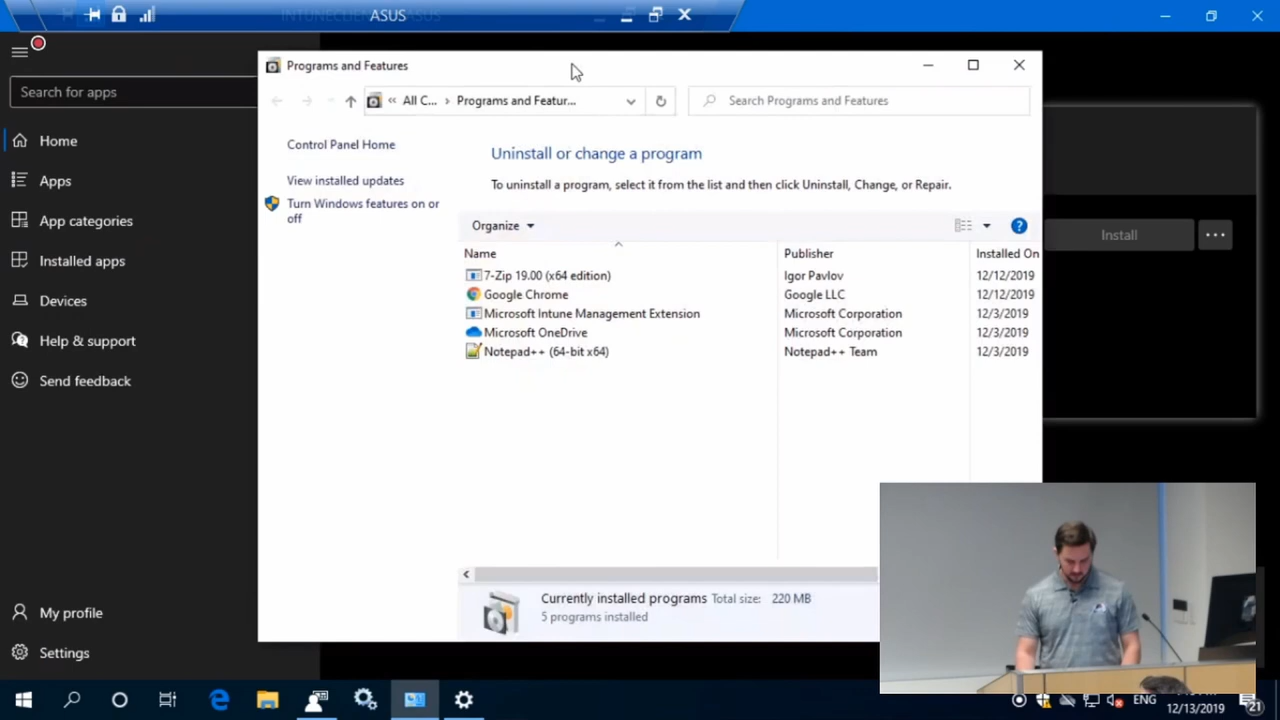 ASUS
Search for apps
Home
Apps
App categories
Installed apps
Devices
Help & support
Send feedback
My profile
Settings
Install
Programs and Features
« All C... › Programs and Featur...
Search Programs and Features
Control Panel Home
View installed updates
Turn Windows features on or
off
Uninstall or change a program
To uninstall a program, select it from the list and then click Uninstall, Change, or Repair.
Organize
Name Publisher Installed On
7-Zip 19.00 (x64 edition) Igor Pavlov 12/12/2019
Google Chrome Google LLC 12/12/2019
Microsoft Intune Management Extension Microsoft Corporation 12/3/2019
Microsoft OneDrive Microsoft Corporation 12/3/2019
Notepad++ (64-bit x64) Notepad++ Team 12/3/2019
Currently installed programs Total size: 220 MB
5 programs installed
ENG
12/13/2019
21